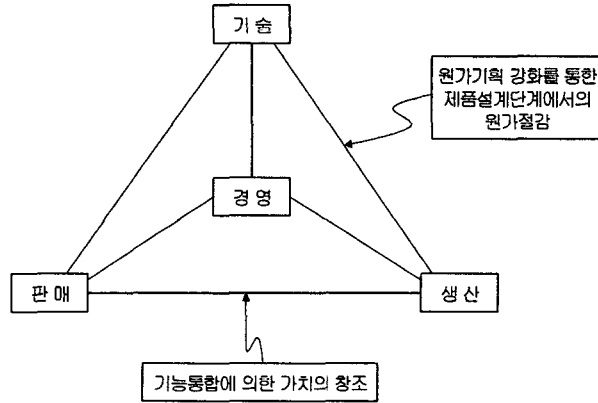 기 술
원가기획 강화를 통한
제품설계단계에서의
원가절감
경 영
판 매
생 산
기능통합에 의한 가치의 창조